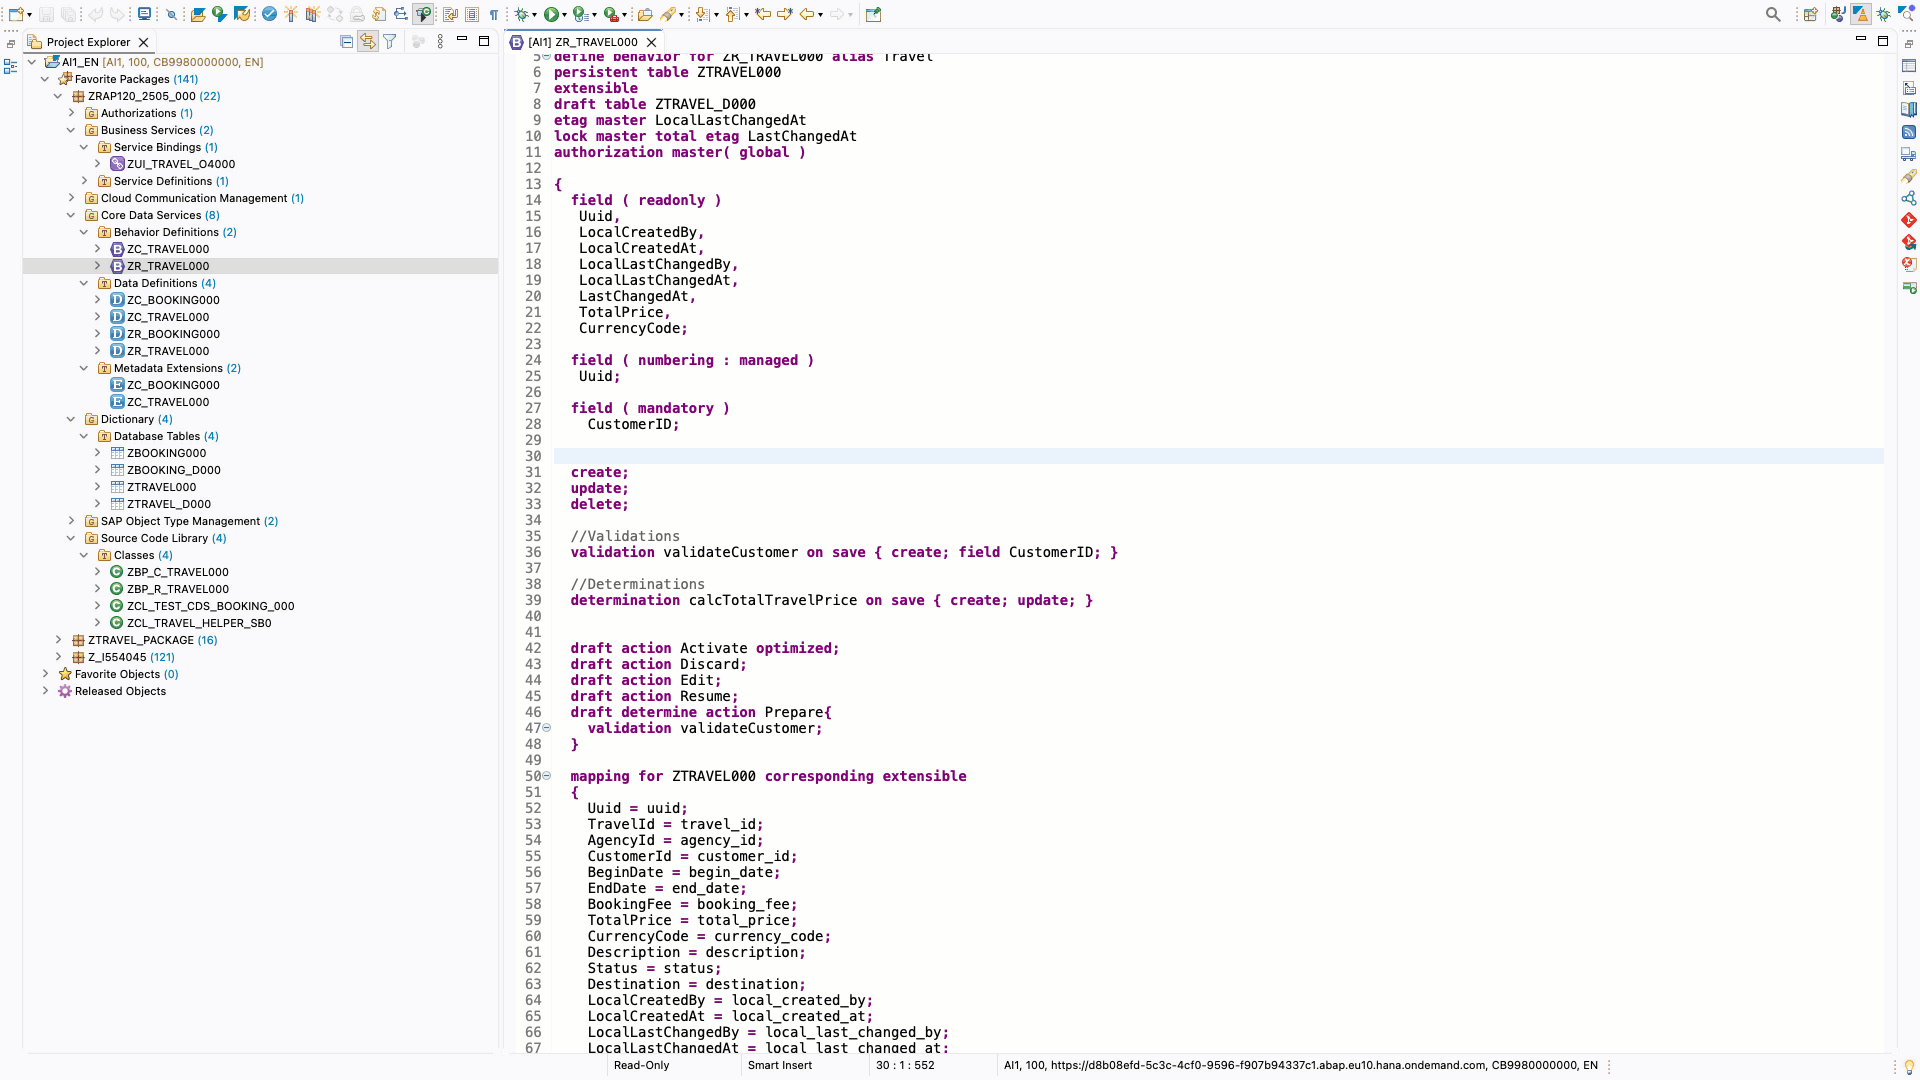 Project Explorer
AI1_EN [AI1, 100, CB9980000000, EN]
Favorite Packages (141)
ZRAP120_2505_000 (22)
Authorizations (1)
Business Services (2)
Service Bindings (1)
ZUI_TRAVEL_O4000
Service Definitions (1)
Cloud Communication Management (1)
Core Data Services (8)
Behavior Definitions (2)
ZC_TRAVEL000
ZR_TRAVEL000
Data Definitions (4)
ZC_BOOKING000
ZC_TRAVEL000
ZR_BOOKING000
ZR_TRAVEL000
Metadata Extensions (2)
ZC_BOOKING000
ZC_TRAVEL000
Dictionary (4)
Database Tables (4)
ZBOOKING000
ZBOOKING_D000
ZTRAVEL000
ZTRAVEL_D000
SAP Object Type Management (2)
Source Code Library (4)
Classes (4)
ZBP_C_TRAVEL000
ZBP_R_TRAVEL000
ZCL_TEST_CDS_BOOKING_000
ZCL_TRAVEL_HELPER_SB0
ZTRAVEL_PACKAGE (16)
Z_I554045 (121)
Favorite Objects (0)
Released Objects
[AI1] ZR_TRAVEL000
5 define behavior for ZR_TRAVEL000 alias Travel
6 persistent table ZTRAVEL000
7 extensible
8 draft table ZTRAVEL_D000
9 etag master LocalLastChangedAt
10 lock master total etag LastChangedAt
11 authorization master( global )
12
13 {
14 field ( readonly )
15 Uuid,
16 LocalCreatedBy,
17 LocalCreatedAt,
18 LocalLastChangedBy,
19 LocalLastChangedAt,
20 LastChangedAt,
21 TotalPrice,
22 CurrencyCode;
23
24 field ( numbering : managed )
25 Uuid;
26
27 field ( mandatory )
28 CustomerID;
29
30
31 create;
32 update;
33 delete;
34
35 //Validations
36 validation validateCustomer on save { create; field CustomerID; }
37
38 //Determinations
39 determination calcTotalTravelPrice on save { create; update; }
40
41
42 draft action Activate optimized;
43 draft action Discard;
44 draft action Edit;
45 draft action Resume;
46 draft determine action Prepare{
47 validation validateCustomer;
48 }
49
50 mapping for ZTRAVEL000 corresponding extensible
51 {
52 Uuid = uuid;
53 TravelId = travel_id;
54 AgencyId = agency_id;
55 CustomerId = customer_id;
56 BeginDate = begin_date;
57 EndDate = end_date;
58 BookingFee = booking_fee;
59 TotalPrice = total_price;
60 CurrencyCode = currency_code;
61 Description = description;
62 Status = status;
63 Destination = destination;
64 LocalCreatedBy = local_created_by;
65 LocalCreatedAt = local_created_at;
66 LocalLastChangedBy = local_last_changed_by;
67 LocalLastChangedAt = local_last_changed_at;
Read-Only
Smart Insert
30 : 1 : 552
AI1, 100, https://d8b08efd-5c3c-4cf0-9596-f907b94337c1.abap.eu10.hana.ondemand.com, CB9980000000, EN